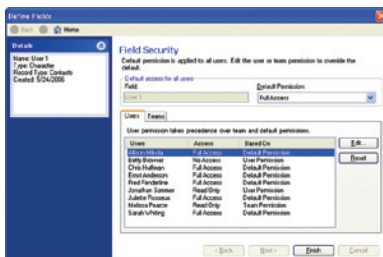 Define Fields
Back
Home
Details
Name: User 1
Type: Character
Record Type: Contacts
Created: 5/24/2006
Field Security
Default permission is applied to all users. Edit the user or team permission to override the
default.
Default access for all users
Field Default Permission
User 1 Full Access
Users Teams
User permission takes precedence over team and default permissions.
Users Access Based On
Allison Mikola Full Access Default Permission
Betty Browser No Access User Permission
Chris Huffman Full Access Default Permission
Ernst Anderson Full Access Default Permission
Fred Fenderline Full Access Default Permission
Jonathan Sommer Read Only User Permission
Juliette Rosseaux Full Access Default Permission
Melissa Pearce Read Only Team Permission
Sarah Whiting Full Access Default Permission
Edit...
Reset
< Back Next > Finish Cancel